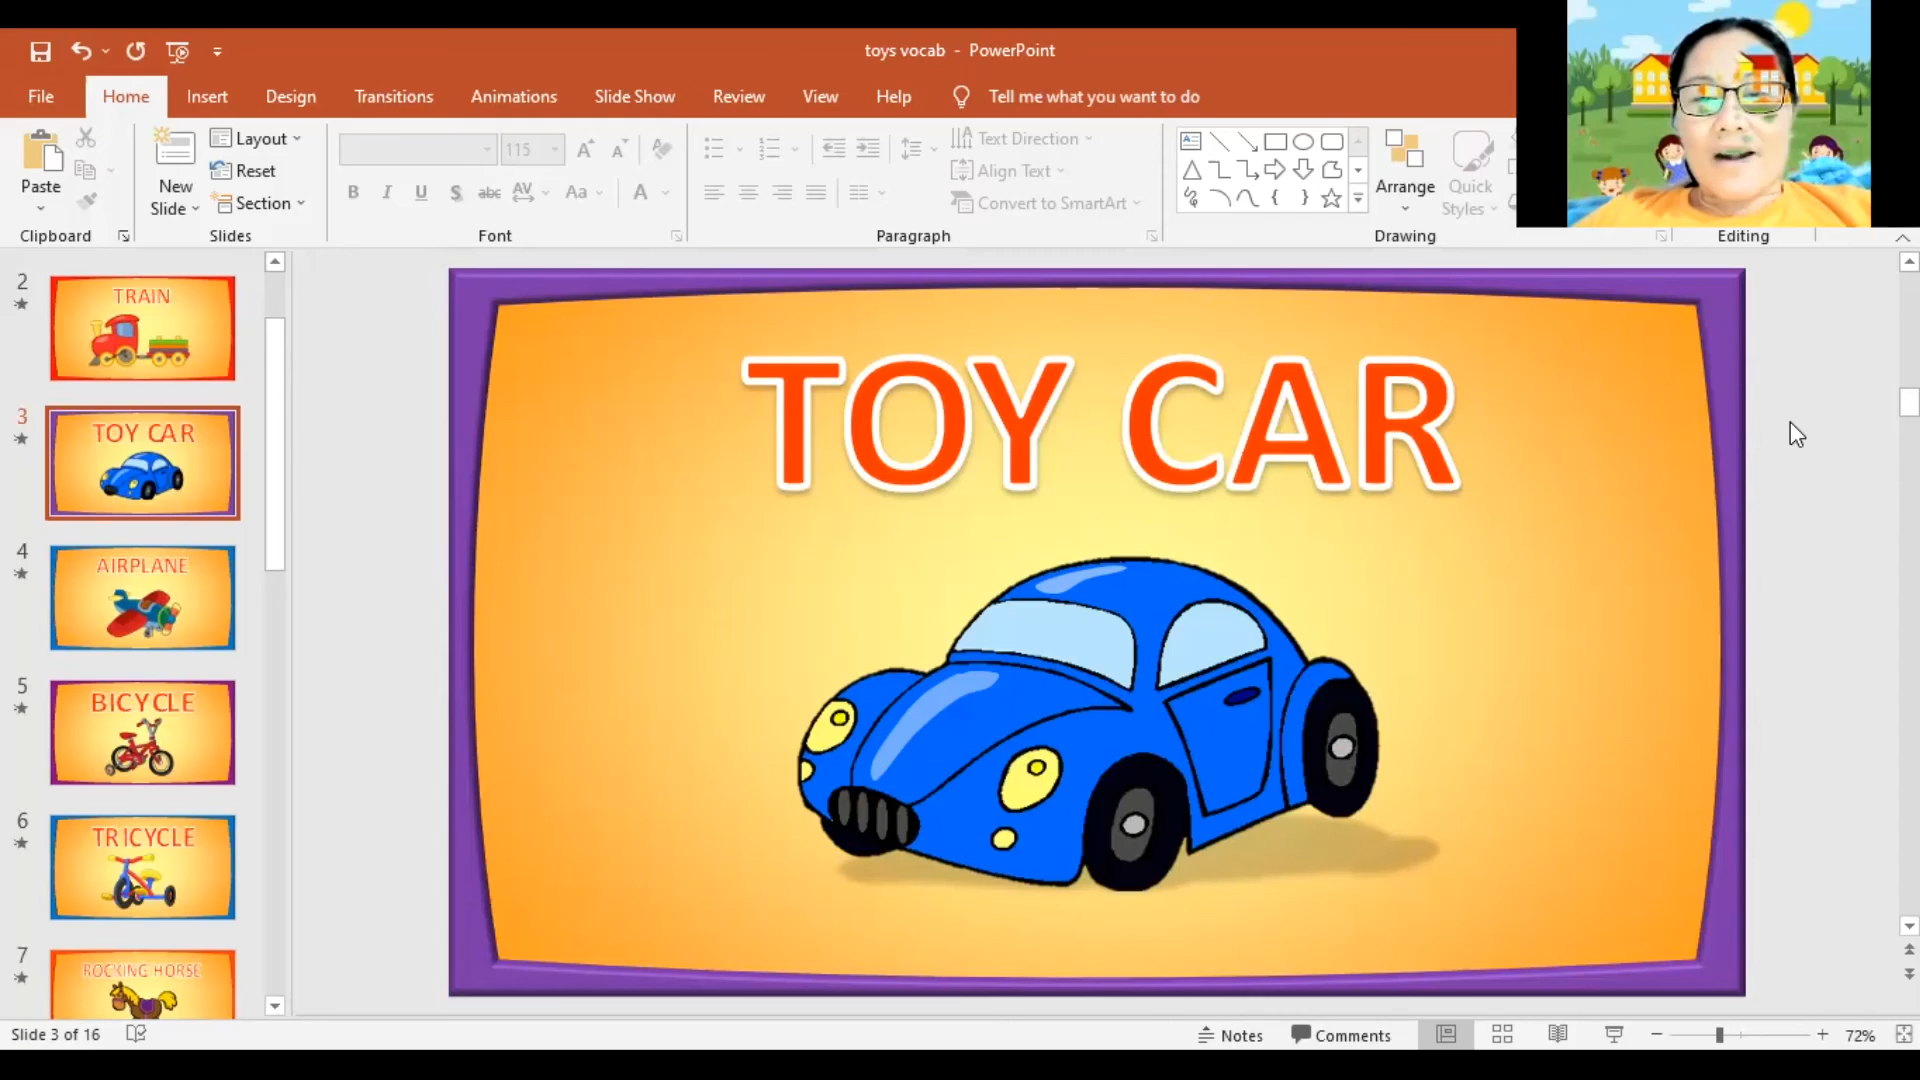 toys vocab - PowerPoint
File Home Insert Design Transitions Animations Slide Show Review View Help Tell me what you want to do
Paste
Clipboard
New Slide
Layout
Reset
Section
Slides
115
B I U S abc AV Aa A
Font
Text Direction
Align Text
Convert to SmartArt
Paragraph
Arrange
Quick Styles
Drawing
Editing
2
TRAIN
3
TOY CAR
4
AIRPLANE
5
BICYCLE
6
TRICYCLE
7
ROCKING HORSE
TOY CAR
Slide 3 of 16
Notes
Comments
72%